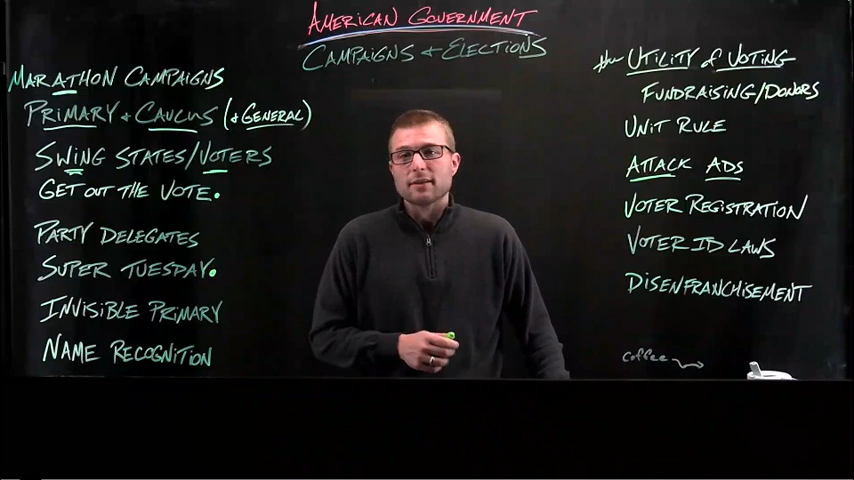 AMERICAN GOVERNMENT
CAMPAIGNS + ELECTIONS
MARATHON CAMPAIGNS
PRIMARY + CAUCUS (+ GENERAL)
SWING STATES/VOTERS
GET OUT THE VOTE.
PARTY DELEGATES
SUPER TUESDAY.
INVISIBLE PRIMARY
NAME RECOGNITION
the UTILITY of VOTING
FUNDRAISING/DONORS
UNIT RULE
ATTACK ADS
VOTER REGISTRATION
VOTER ID LAWS
DISENFRANCHISEMENT
coffee